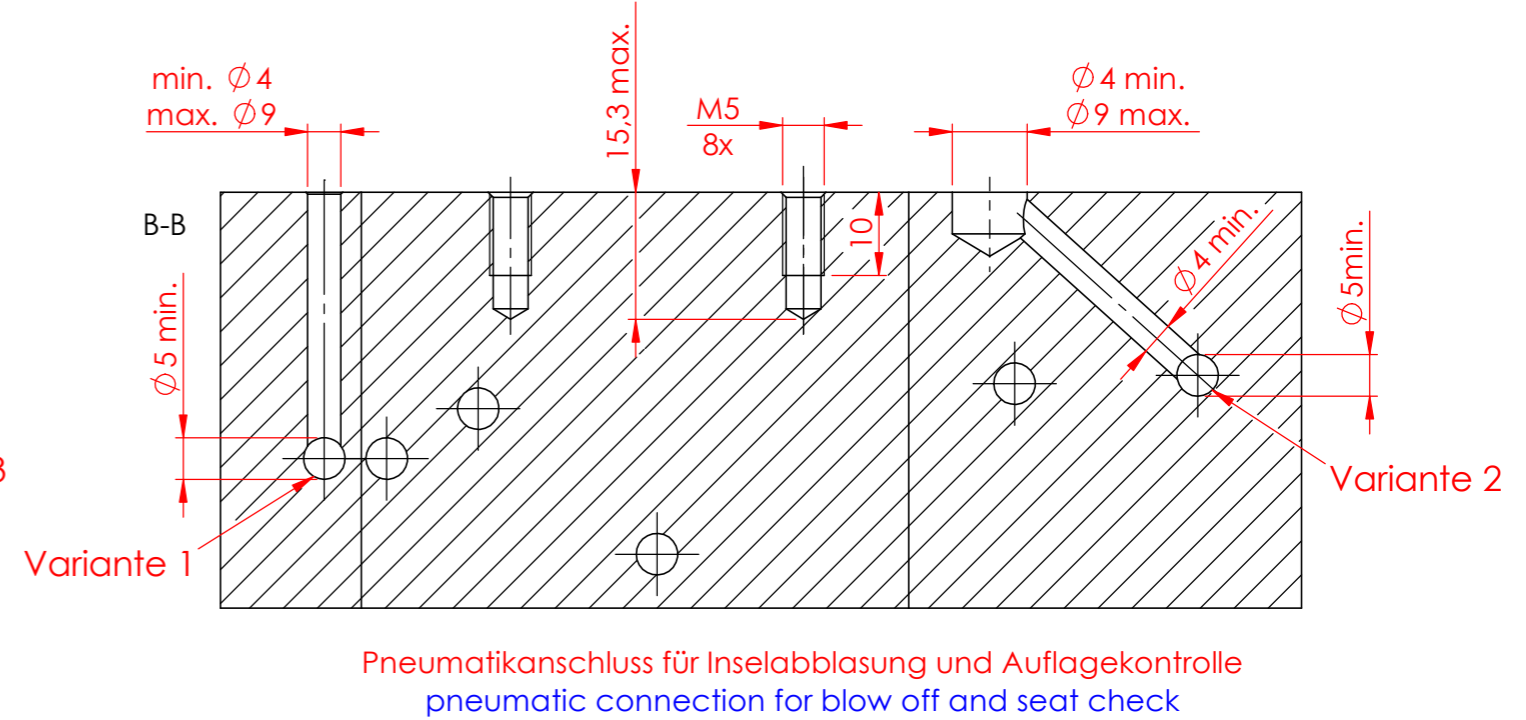 min. ∅4
max. ∅9
15,3 max.
M5
8x
∅4 min.
∅9 max.
B-B
10
∅4 min.
∅5min.
∅5 min.
Variante 1
Variante 2
Pneumatikanschluss für Inselabblasung und Auflagekontrolle
pneumatic connection for blow off and seat check